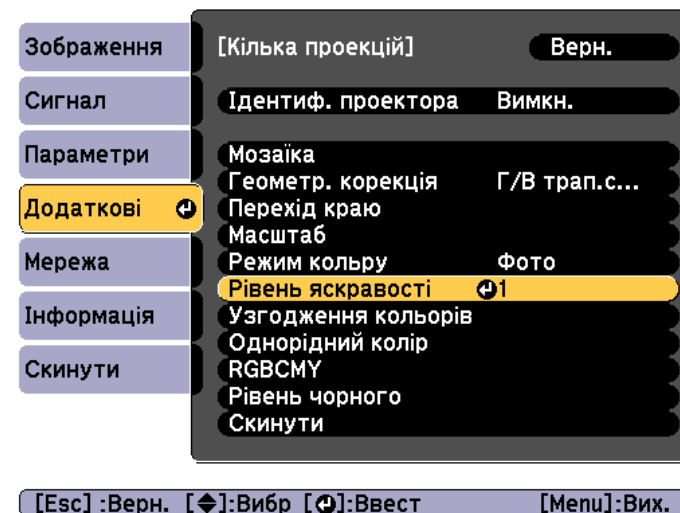 Зображення
Сигнал
Параметри
Додаткові
Мережа
Інформація
Скинути
[Кілька проекцій] Верн.
Ідентиф. проектора Вимкн.
Мозаїка
Геометр. корекція Г/В трап.с...
Перехід краю
Масштаб
Режим кольру Фото
Рівень яскравості 1
Узгодження кольорів
Однорідний колір
RGBCMY
Рівень чорного
Скинути
[Esc] :Верн. [◆]:Вибр [↵]:Ввест [Menu]:Вих.